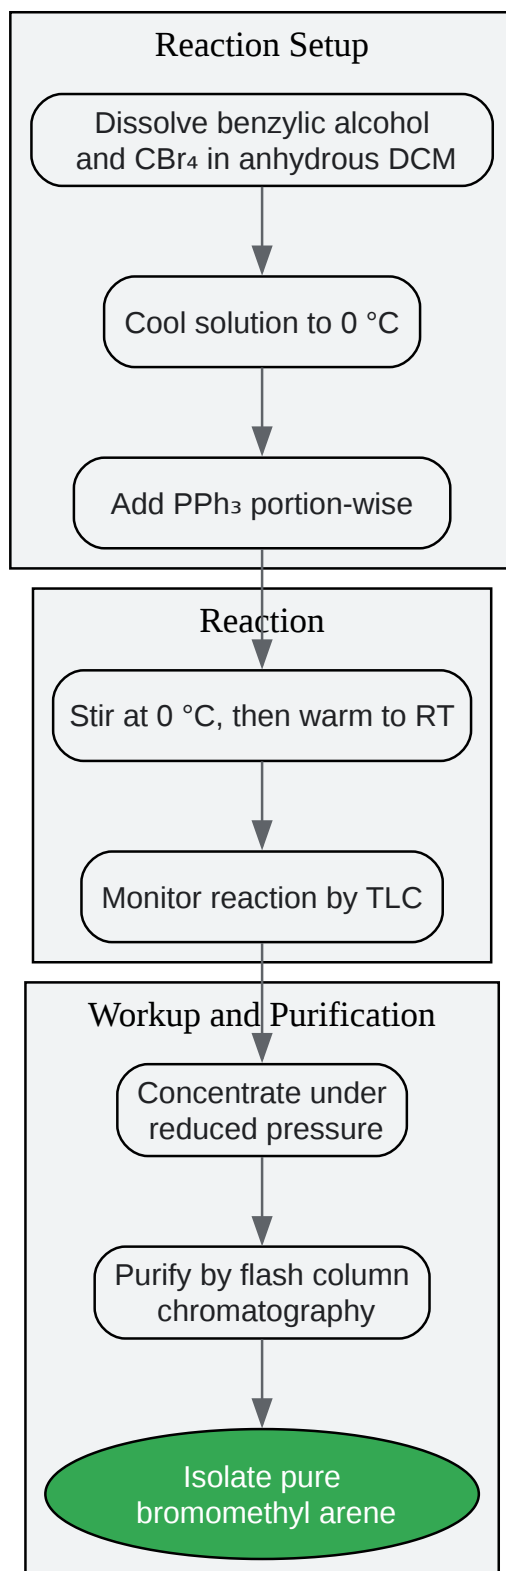 Reaction Setup
Dissolve benzylic alcohol
and CBr₄ in anhydrous DCM
Cool solution to 0 °C
Add PPh₃ portion-wise
Reaction
Stir at 0 °C, then warm to RT
Monitor reaction by TLC
Workup and Purification
Concentrate under
reduced pressure
Purify by flash column
chromatography
Isolate pure
bromomethyl arene